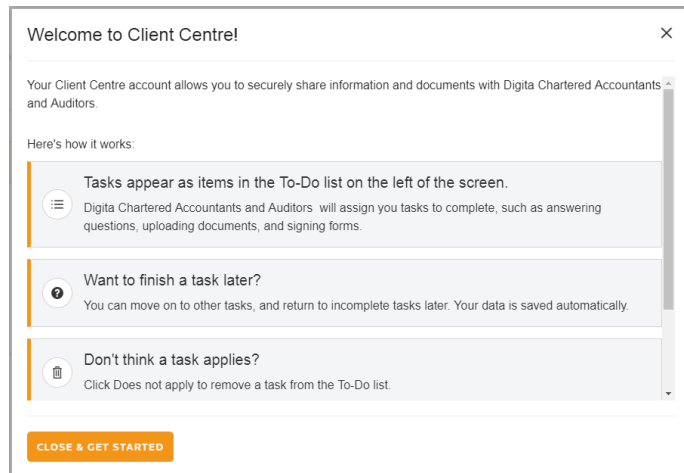 Welcome to Client Centre!
Your Client Centre account allows you to securely share information and documents with Digita Chartered Accountants
and Auditors.
Here's how it works:
Tasks appear as items in the To-Do list on the left of the screen.
Digita Chartered Accountants and Auditors will assign you tasks to complete, such as answering
questions, uploading documents, and signing forms.
Want to finish a task later?
You can move on to other tasks, and return to incomplete tasks later. Your data is saved automatically.
Don't think a task applies?
Click Does not apply to remove a task from the To-Do list.
CLOSE & GET STARTED